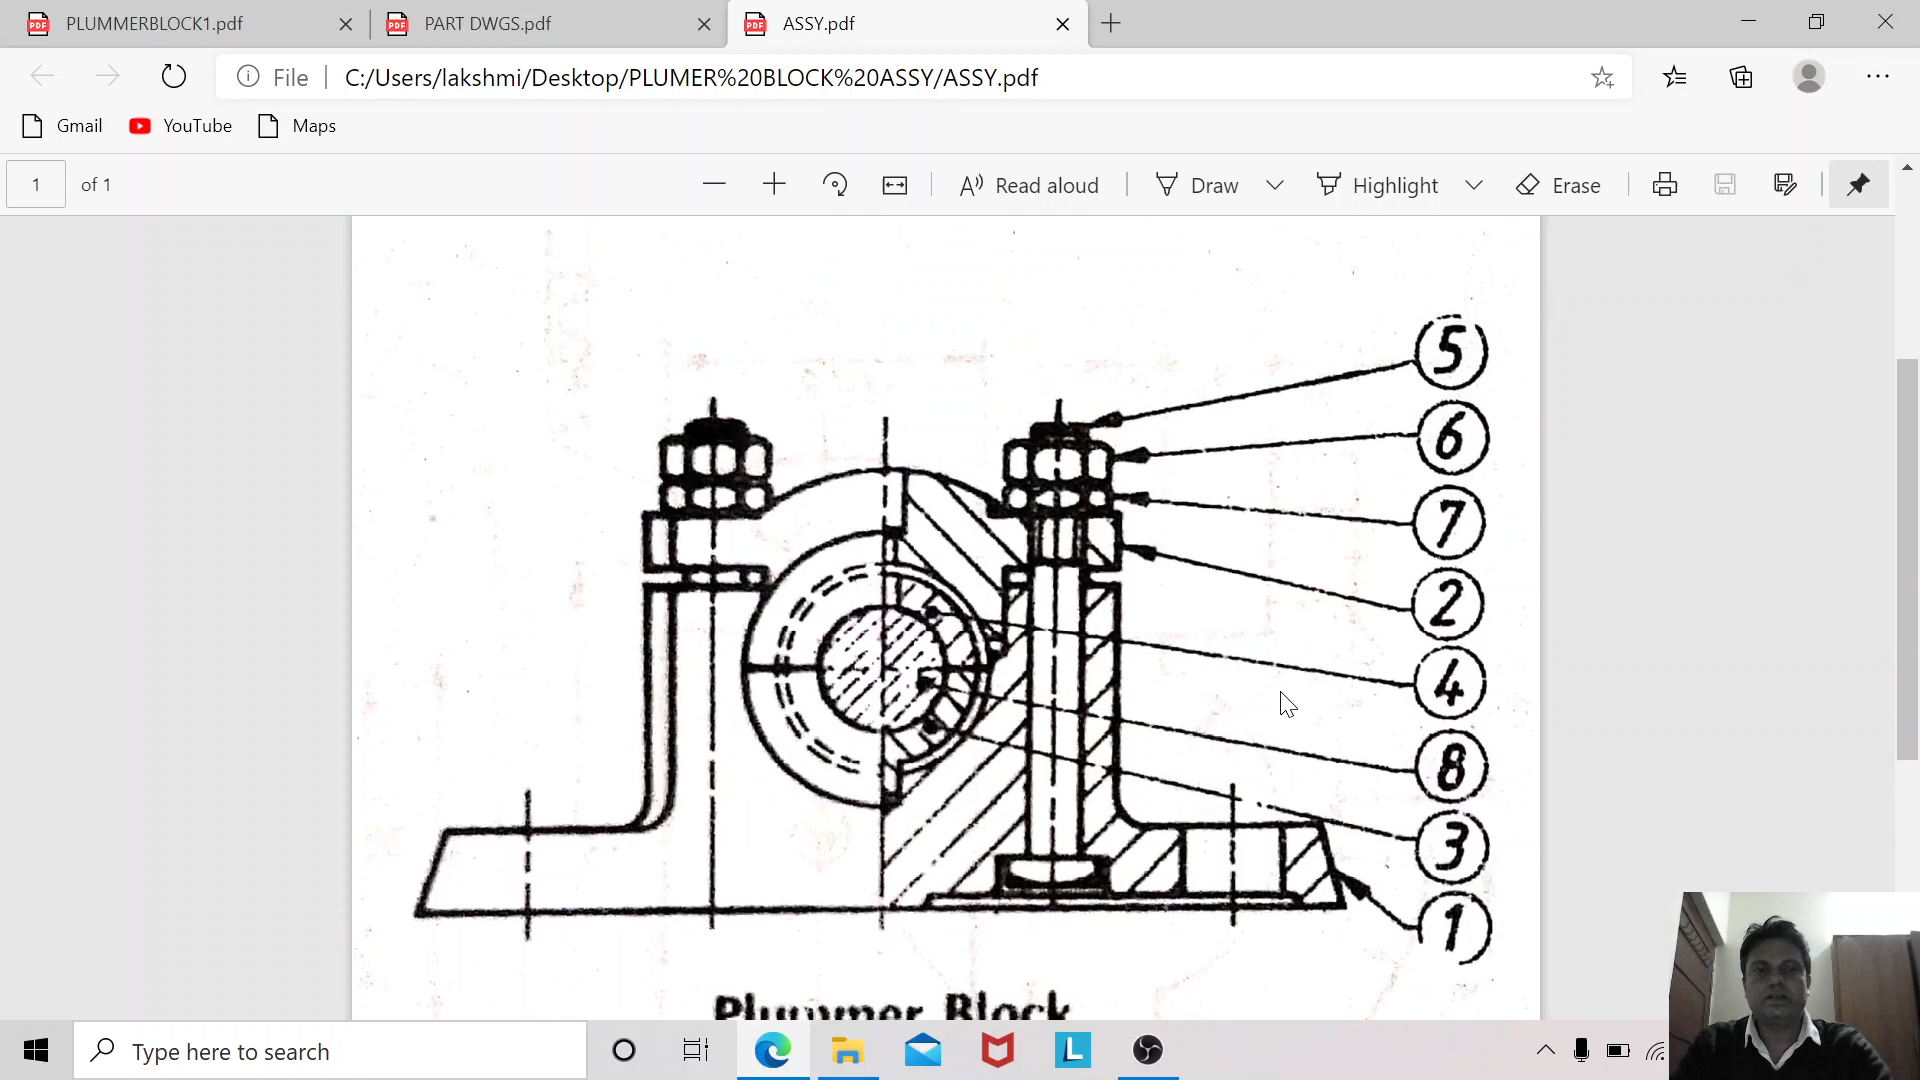 PLUMMERBLOCK1.pdf
PART DWGS.pdf
ASSY.pdf
File
C:/Users/lakshmi/Desktop/PLUMER%20BLOCK%20ASSY/ASSY.pdf
Gmail
YouTube
Maps
1 of 1
Read aloud
Draw
Highlight
Erase
5
6
7
2
4
8
3
1
Plummer Block
Type here to search